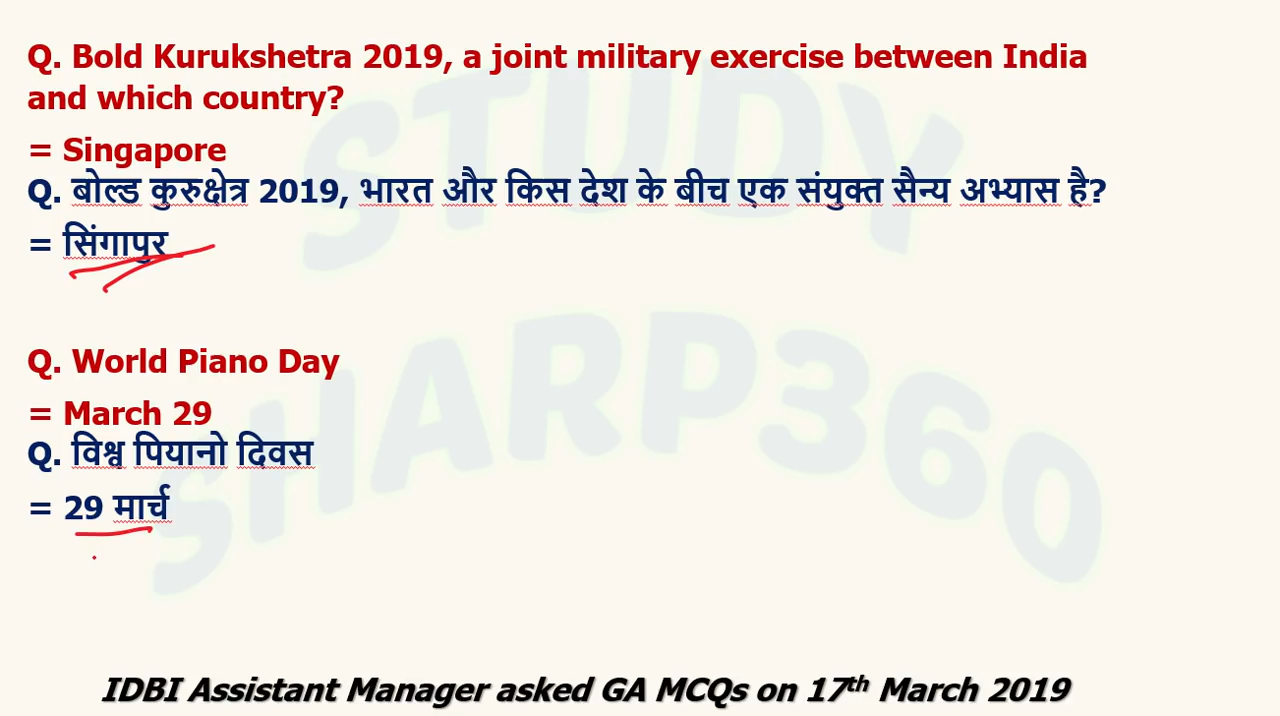 Q. Bold Kurukshetra 2019, a joint military exercise between India
and which country?
= Singapore
Q. बोल्ड कुरुक्षेत्र 2019, भारत और किस देश के बीच एक संयुक्त सैन्य अभ्यास है?
= सिंगापुर
Q. World Piano Day
= March 29
Q. विश्व पियानो दिवस
= 29 मार्च
STUDY
SHARP360
IDBI Assistant Manager asked GA MCQs on 17th March 2019